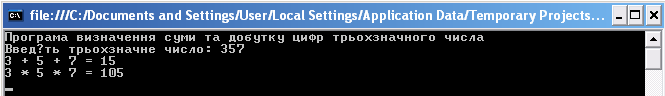 file:///C:/Documents and Settings/User/Local Settings/Application Data/Temporary Projects...
Програма визначення суми та добутку цифр трьохзначного числа
Введ?ть трьохзначне число: 357
3 + 5 + 7 = 15
3 * 5 * 7 = 105